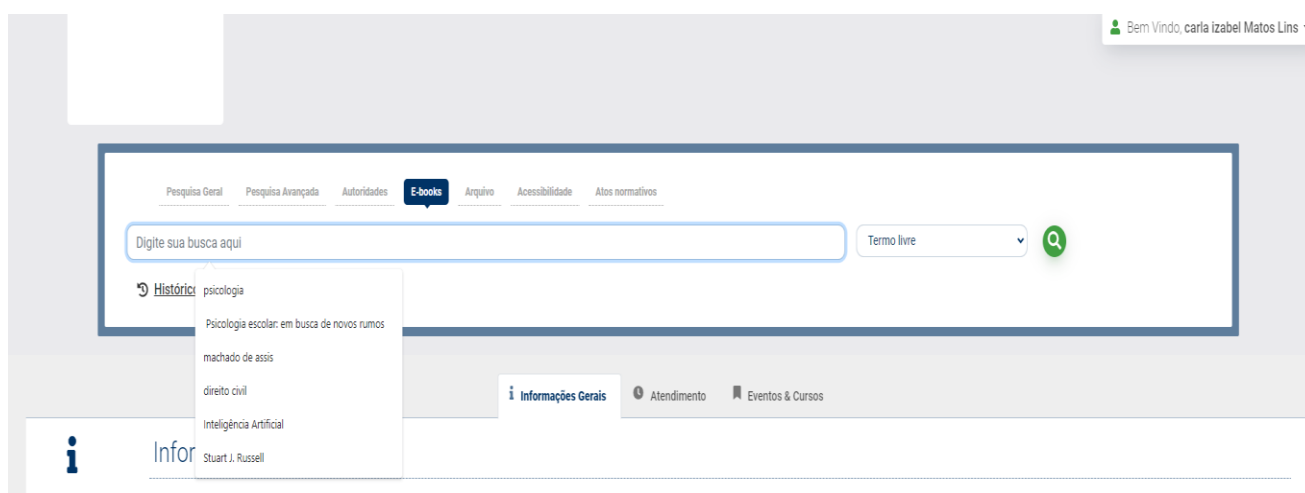 Bem Vindo, carla izabel Matos Lins
Pesquisa Geral Pesquisa Avançada Autoridades E-books Arquivo Acessibilidade Atos normativos
Digite sua busca aqui Termo livre
Histórico
psicologia
Psicologia escolar: em busca de novos rumos
machado de assis
direito civil
Inteligência Artificial
Stuart J. Russell
Informações Gerais Atendimento Eventos & Cursos
Infor